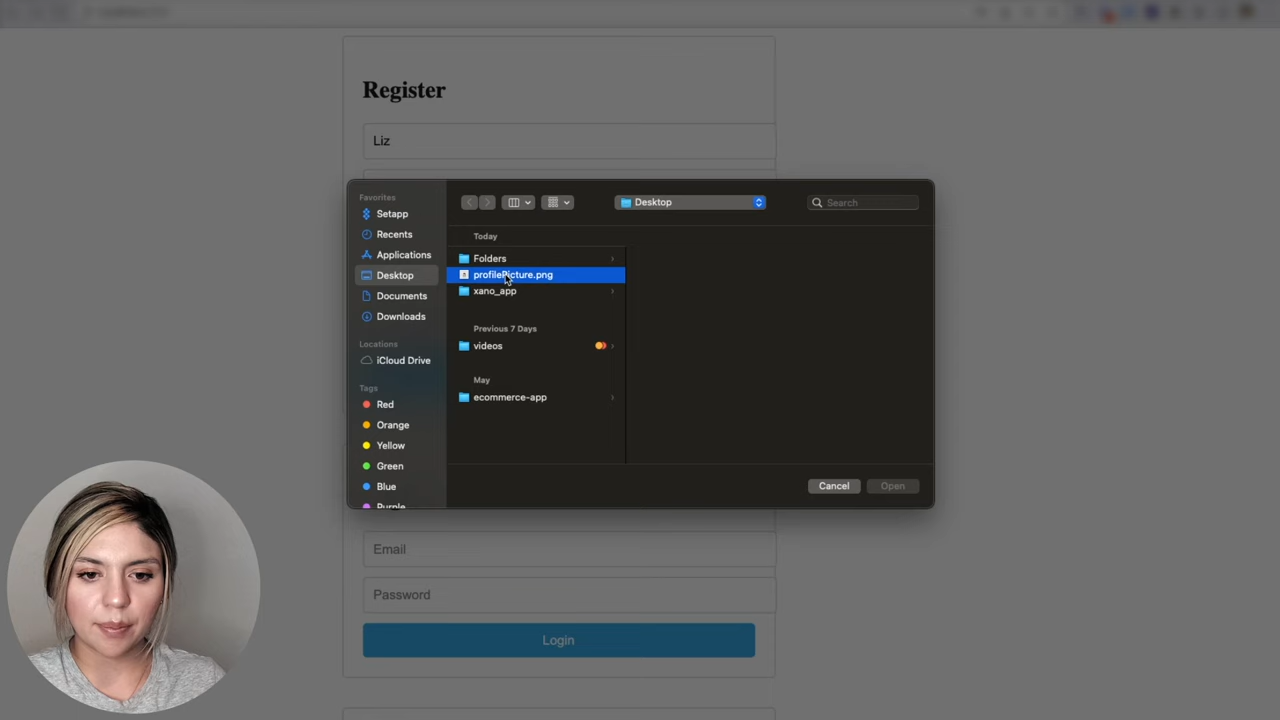 Register
Liz
Favorites
Setapp
Recents
Applications
Desktop
Documents
Downloads
Locations
iCloud Drive
Tags
Red
Orange
Yellow
Green
Blue
Purple
Desktop
Search
Today
Folders
profilePicture.png
xano_app
Previous 7 Days
videos
May
ecommerce-app
Cancel
Open
Email
Password
Login